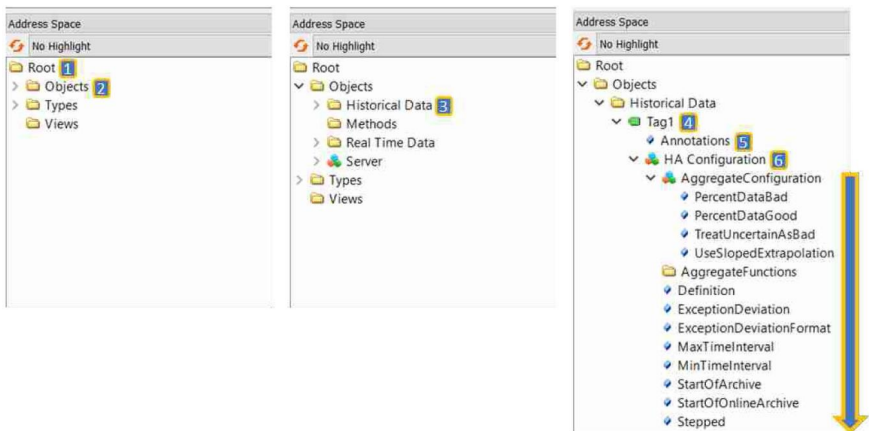 Address Space
No Highlight
Root 1
Objects 2
Types
Views
Address Space
No Highlight
Root
Objects
Historical Data 3
Methods
Real Time Data
Server
Types
Views
Address Space
No Highlight
Root
Objects
Historical Data
Tag1 4
Annotations 5
HA Configuration 6
AggregateConfiguration
PercentDataBad
PercentDataGood
TreatUncertainAsBad
UseSlopedExtrapolation
AggregateFunctions
Definition
ExceptionDeviation
ExceptionDeviationFormat
MaxTimeInterval
MinTimeInterval
StartOfArchive
StartOfOnlineArchive
Stepped